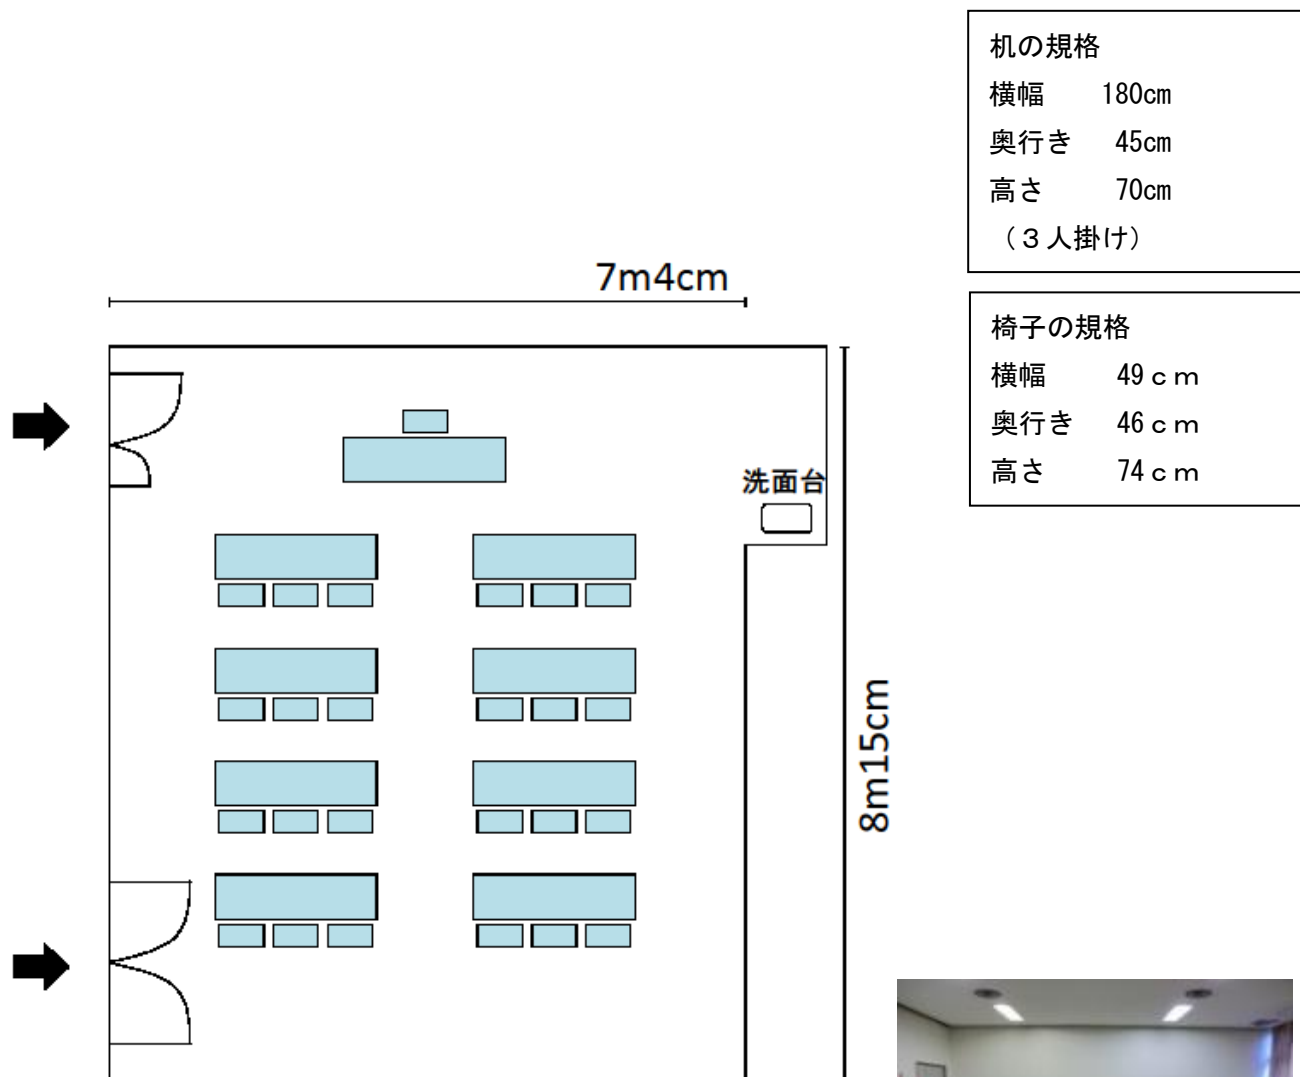 机の規格
横幅 180cm
奥行き 45cm
高さ 70cm
（３人掛け）
7m4cm
椅子の規格
横幅 49ｃｍ
奥行き 46ｃｍ
高さ 74ｃｍ
洗面台
8m15cm